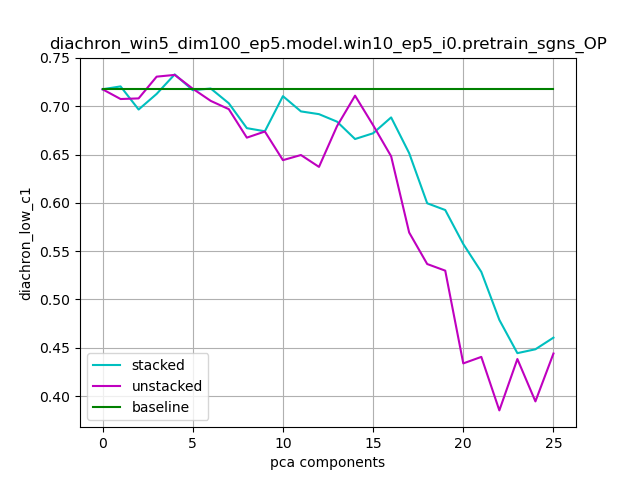 diachron_win5_dim100_ep5.model.win10_ep5_i0.pretrain_sgns_OP
0.75
0.70
0.65
0.60
0.55
0.50
0.45
0.40
diachron_low_c1
stacked
unstacked
baseline
0 5 10 15 20 25
pca components